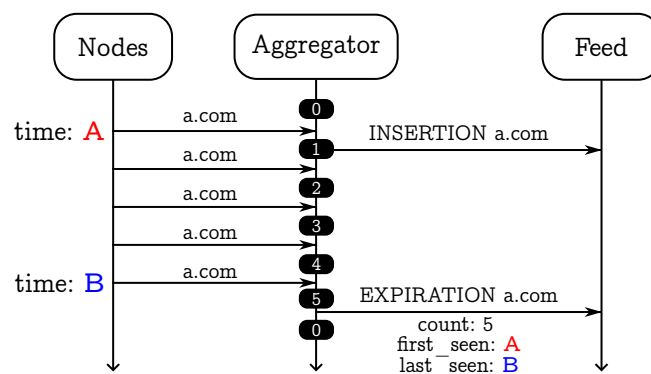 Nodes
Aggregator
Feed
0
a.com
time: A
1
INSERTION a.com
a.com
2
a.com
3
a.com
4
a.com
time: B
5
EXPIRATION a.com
count: 5
0
first_seen: A
last_seen: B